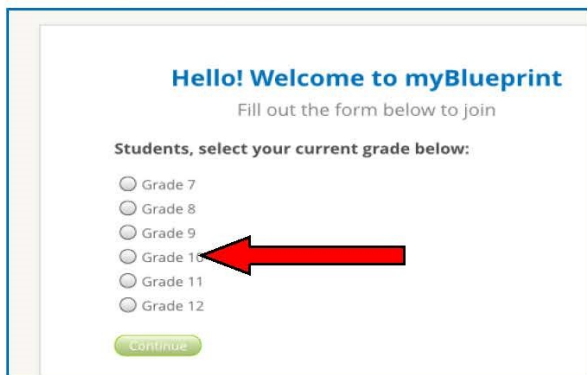 Hello! Welcome to myBlueprint
Fill out the form below to join
Students, select your current grade below:
Grade 7
Grade 8
Grade 9
Grade 10
Grade 11
Grade 12
Continue